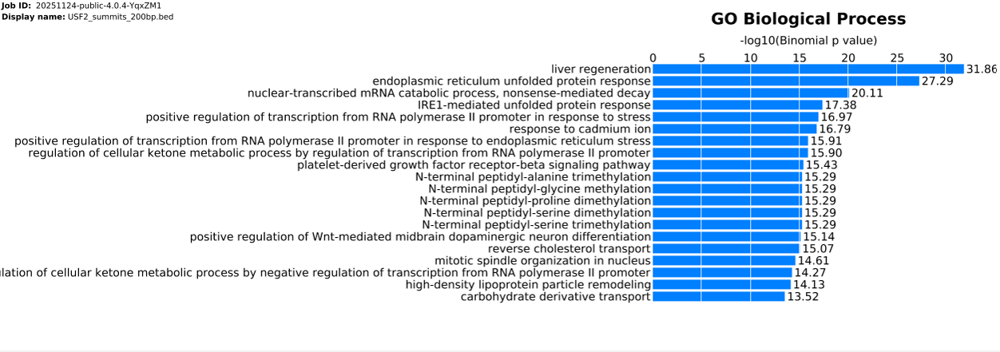 Job ID: 20251124-public-4.0.4-YqxZM1
Display name: USF2_summits_200bp.bed
GO Biological Process
-log10(Binomial p value)
0 5 10 15 20 25 30
liver regeneration 31.86
endoplasmic reticulum unfolded protein response 27.29
nuclear-transcribed mRNA catabolic process, nonsense-mediated decay 20.11
IRE1-mediated unfolded protein response 17.38
positive regulation of transcription from RNA polymerase II promoter in response to stress 16.97
response to cadmium ion 16.79
positive regulation of transcription from RNA polymerase II promoter in response to endoplasmic reticulum stress 15.91
regulation of cellular ketone metabolic process by regulation of transcription from RNA polymerase II promoter 15.90
platelet-derived growth factor receptor-beta signaling pathway 15.43
N-terminal peptidyl-alanine trimethylation 15.29
N-terminal peptidyl-glycine methylation 15.29
N-terminal peptidyl-proline dimethylation 15.29
N-terminal peptidyl-serine dimethylation 15.29
N-terminal peptidyl-serine trimethylation 15.29
positive regulation of Wnt-mediated midbrain dopaminergic neuron differentiation 15.14
reverse cholesterol transport 15.07
mitotic spindle organization in nucleus 14.61
lation of cellular ketone metabolic process by negative regulation of transcription from RNA polymerase II promoter 14.27
high-density lipoprotein particle remodeling 14.13
carbohydrate derivative transport 13.52